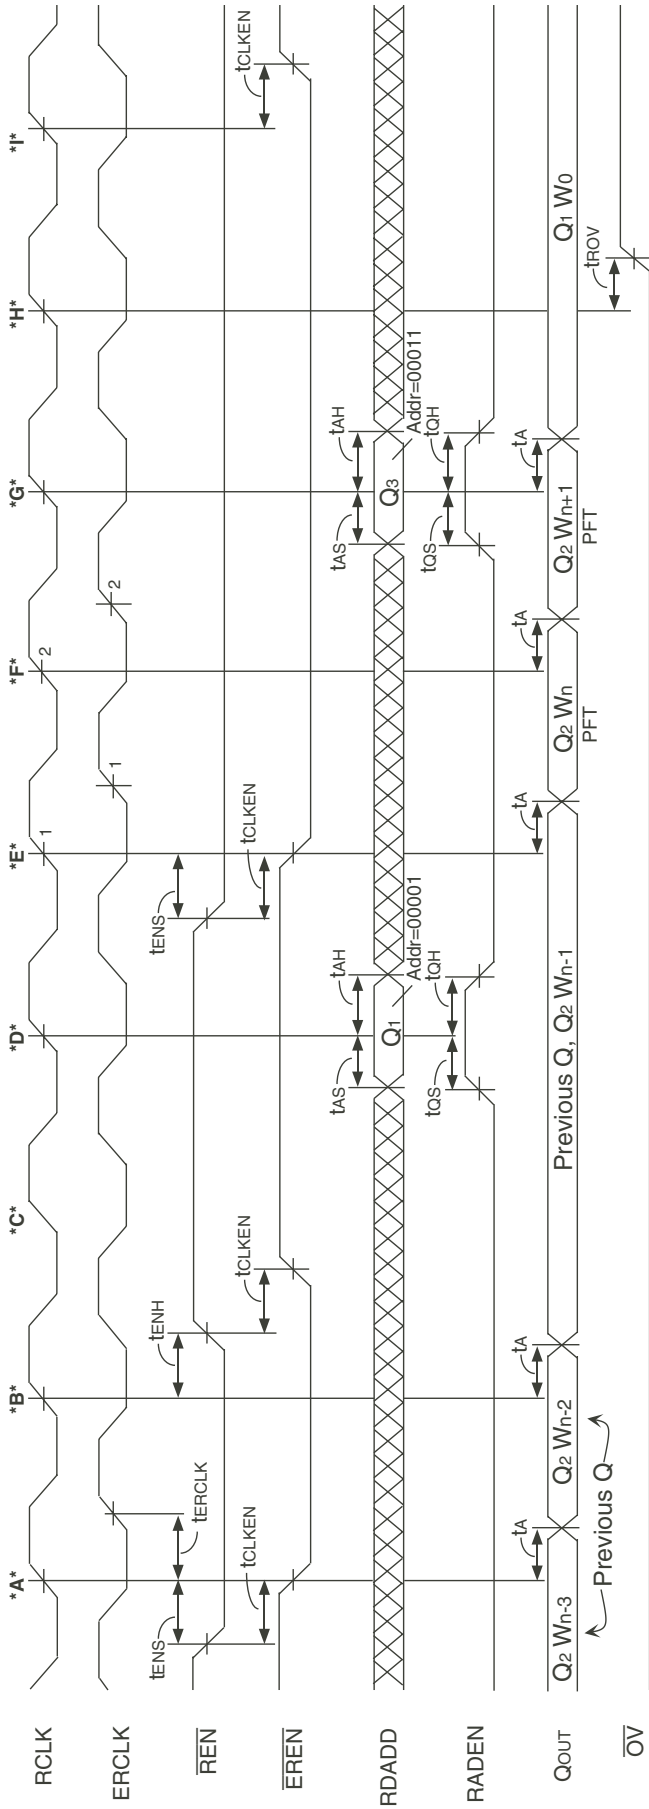 *A* *B* *C* *D* *E* *F* *G* *H* *I*
RCLK
1 2
ERCLK
1 2
tENS tERCLK tENH tENS
REN
tCLKEN tCLKEN tCLKEN tCLKEN
EREN
tAS tAH tAS tAH
RDADD
Q1 Q3
Addr=00001 Addr=00011
tQS tQH tQS tQH
RADEN
tA tA tA tA tA
QOUT
Q2 Wn-3 Q2 Wn-2 Previous Q, Q2 Wn-1 Q2 Wn Q2 Wn+1 Q1 W0
PFT PFT
Previous Q
tROV
OV